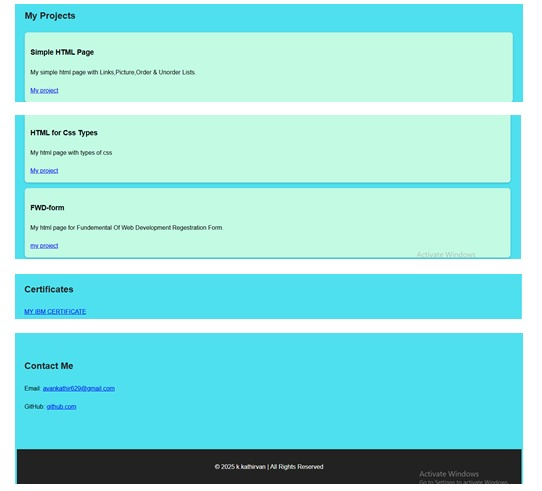 My Projects
Simple HTML Page
My simple html page with Links,Picture,Order & Unorder Lists.
My project
HTML for Css Types
My html page with types of css
My project
FWD-form
My html page for Fundemental Of Web Development Regestration Form.
my project
Activate Windows
Certificates
MY IBM CERTIFICATE
Contact Me
Email: avankathir629@gmail.com
GitHub: github.com
© 2025 k.kathirvan | All Rights Reserved
Activate Windows
Go to Settings to activate Windows.